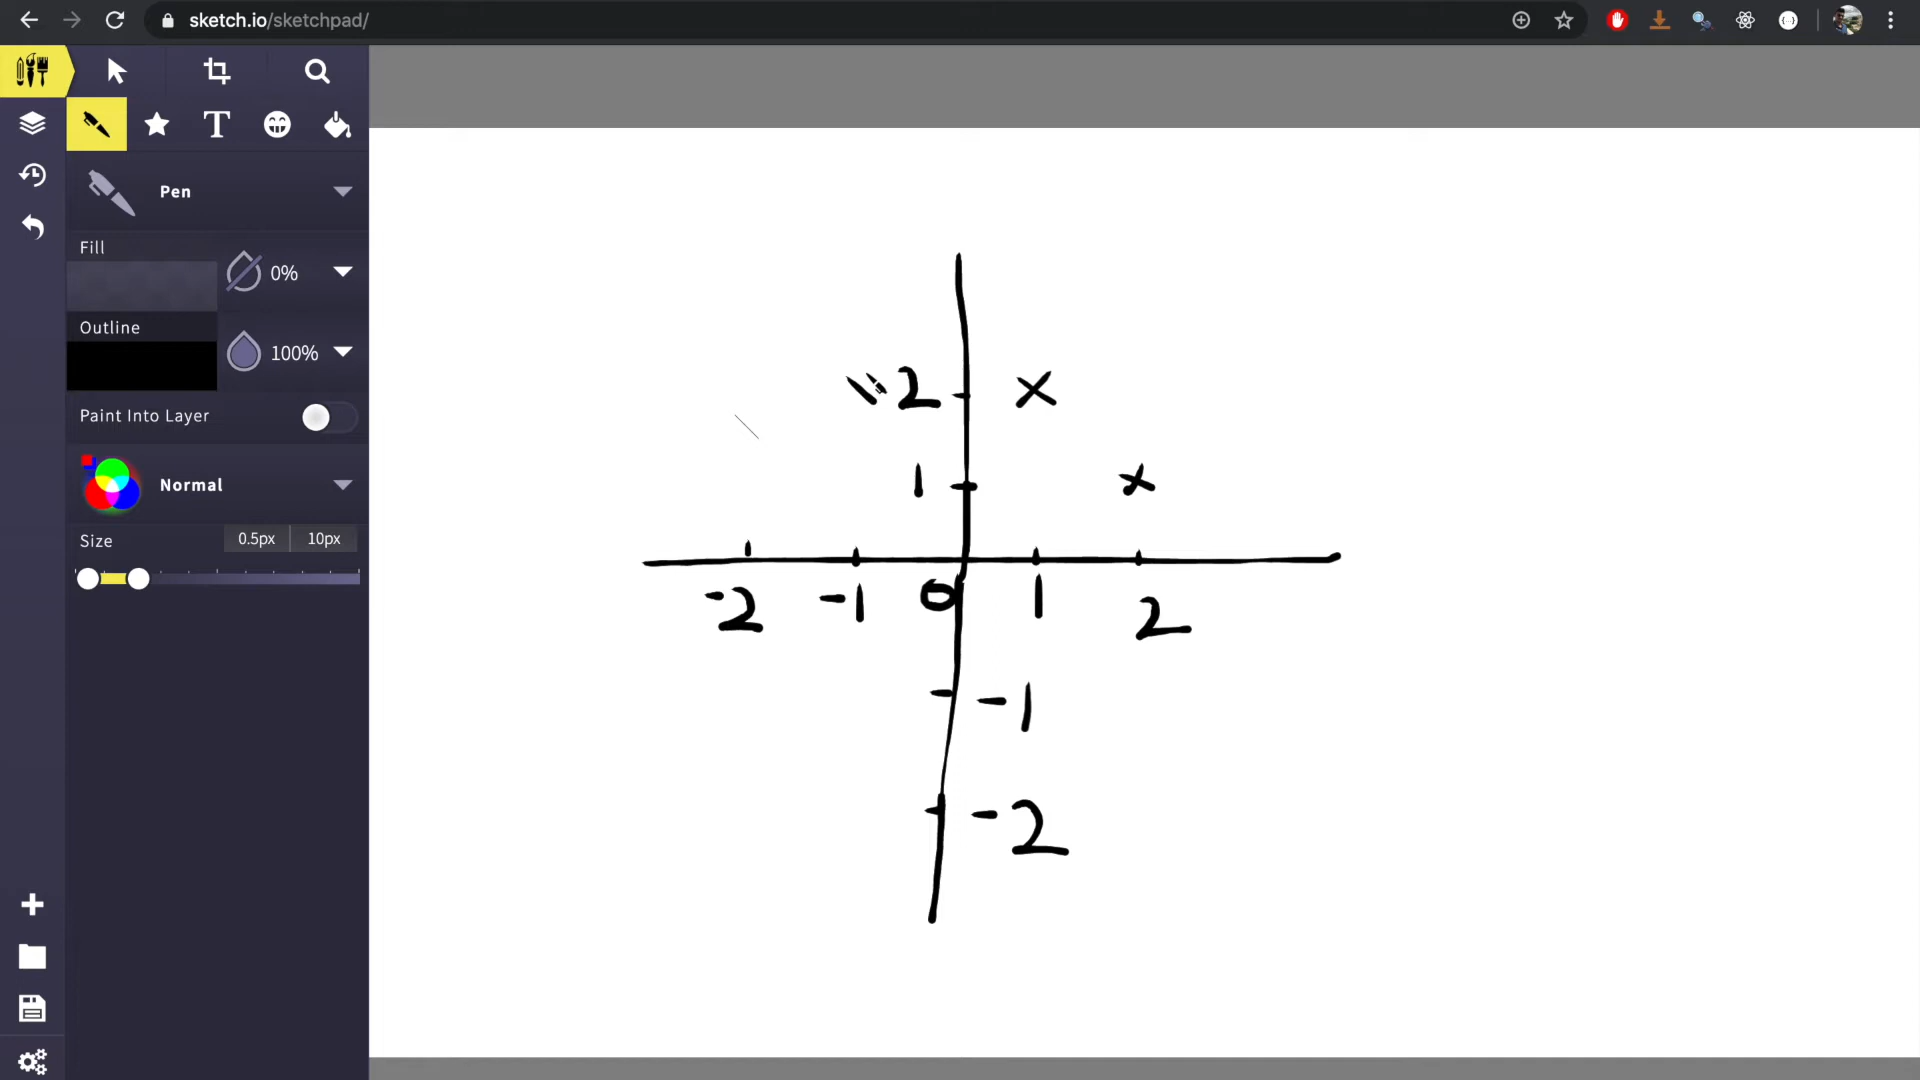 sketch.io/sketchpad/
T
Pen
Fill
0%
Outline
100%
Paint Into Layer
Normal
Size 0.5px 10px
2 x
1 x
-2 -1 0 1 2
-1
-2